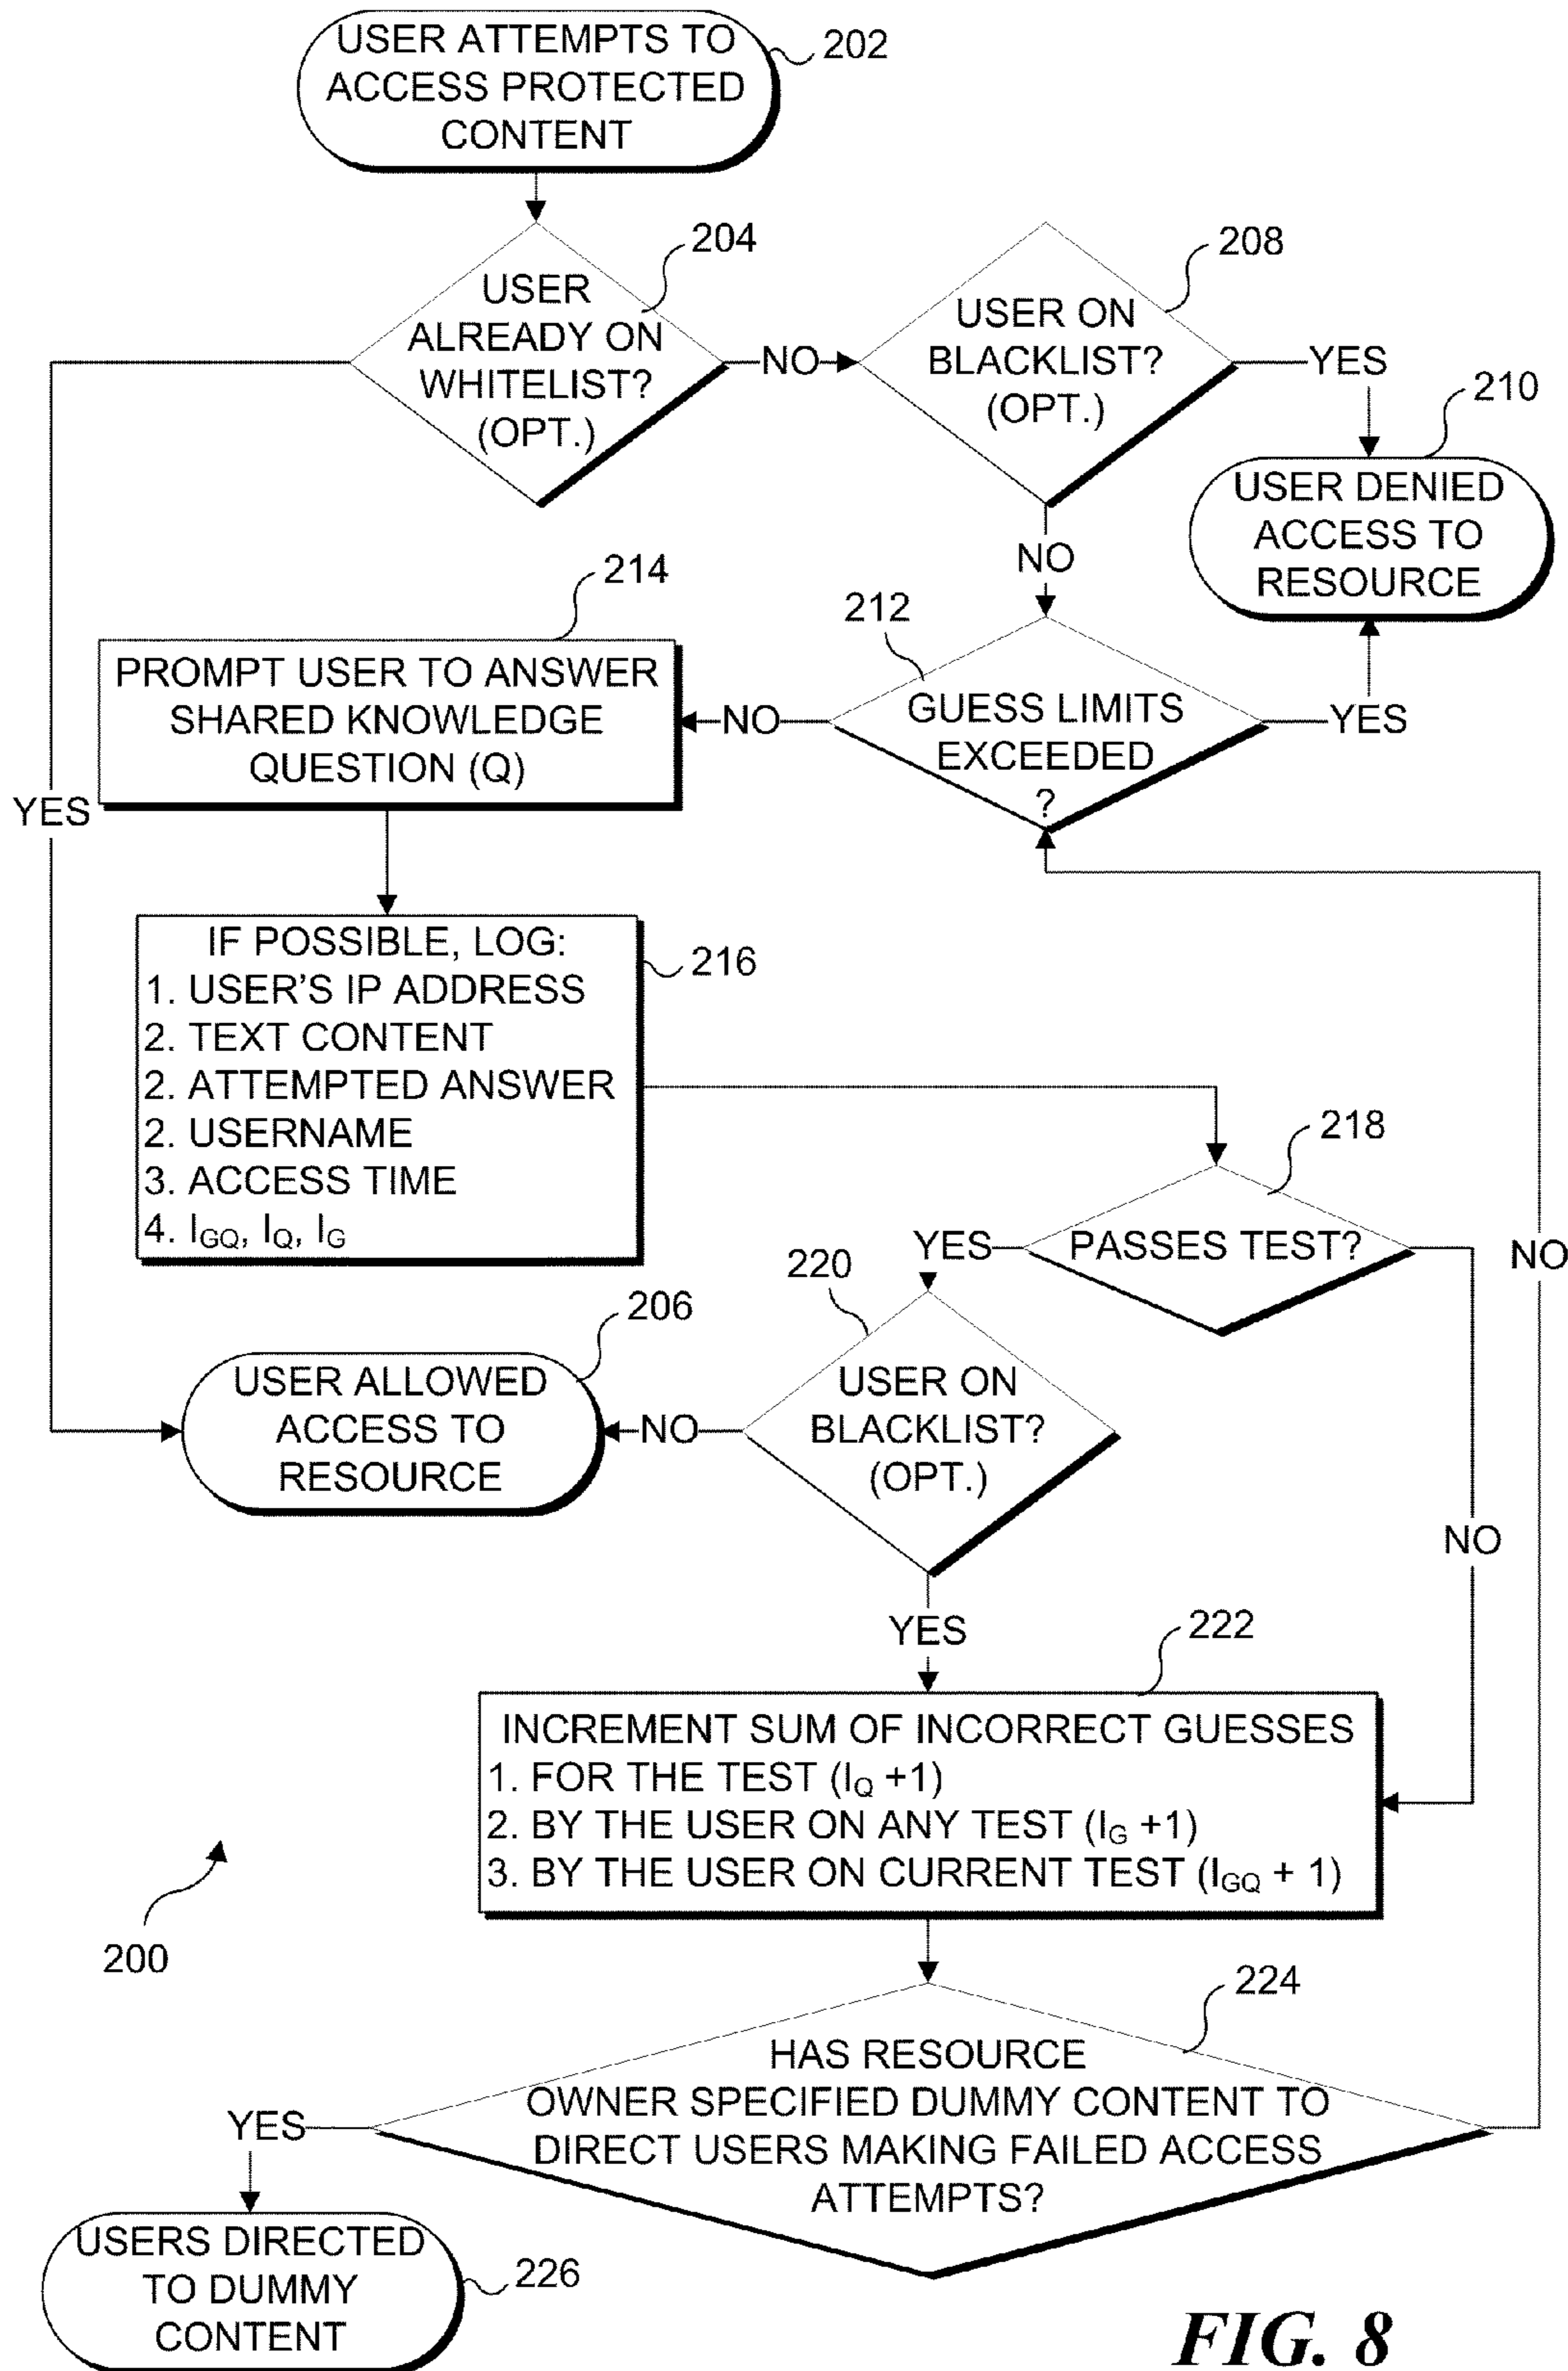 USER ATTEMPTS TO
ACCESS PROTECTED
CONTENT
202
204
USER
ALREADY ON
WHITELIST?
(OPT.)
NO
208
USER ON
BLACKLIST?
(OPT.)
YES
210
USER DENIED
ACCESS TO
RESOURCE
NO
212
GUESS LIMITS
EXCEEDED
?
YES
NO
214
PROMPT USER TO ANSWER
SHARED KNOWLEDGE
QUESTION (Q)
YES
IF POSSIBLE, LOG:
1. USER'S IP ADDRESS
2. TEXT CONTENT
2. ATTEMPTED ANSWER
2. USERNAME
3. ACCESS TIME
4. IGQ, IQ, IG
216
218
PASSES TEST?
YES
NO
NO
220
USER ON
BLACKLIST?
(OPT.)
NO
206
USER ALLOWED
ACCESS TO
RESOURCE
YES
222
INCREMENT SUM OF INCORRECT GUESSES
1. FOR THE TEST (IQ +1)
2. BY THE USER ON ANY TEST (IG +1)
3. BY THE USER ON CURRENT TEST (IGQ + 1)
200
224
HAS RESOURCE
OWNER SPECIFIED DUMMY CONTENT TO
DIRECT USERS MAKING FAILED ACCESS
ATTEMPTS?
YES
USERS DIRECTED
TO DUMMY
CONTENT
226
FIG. 8